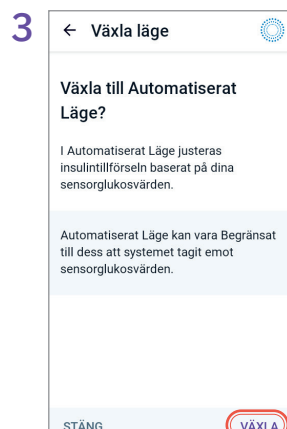 3
← Växla läge
Växla till Automatiserat
Läge?
I Automatiserat Läge justeras
insulintillförseln baserat på dina
sensorglukosvärden.
Automatiserat Läge kan vara Begränsat
till dess att systemet tagit emot
sensorglukosvärden.
STÄNG
VÄXLA